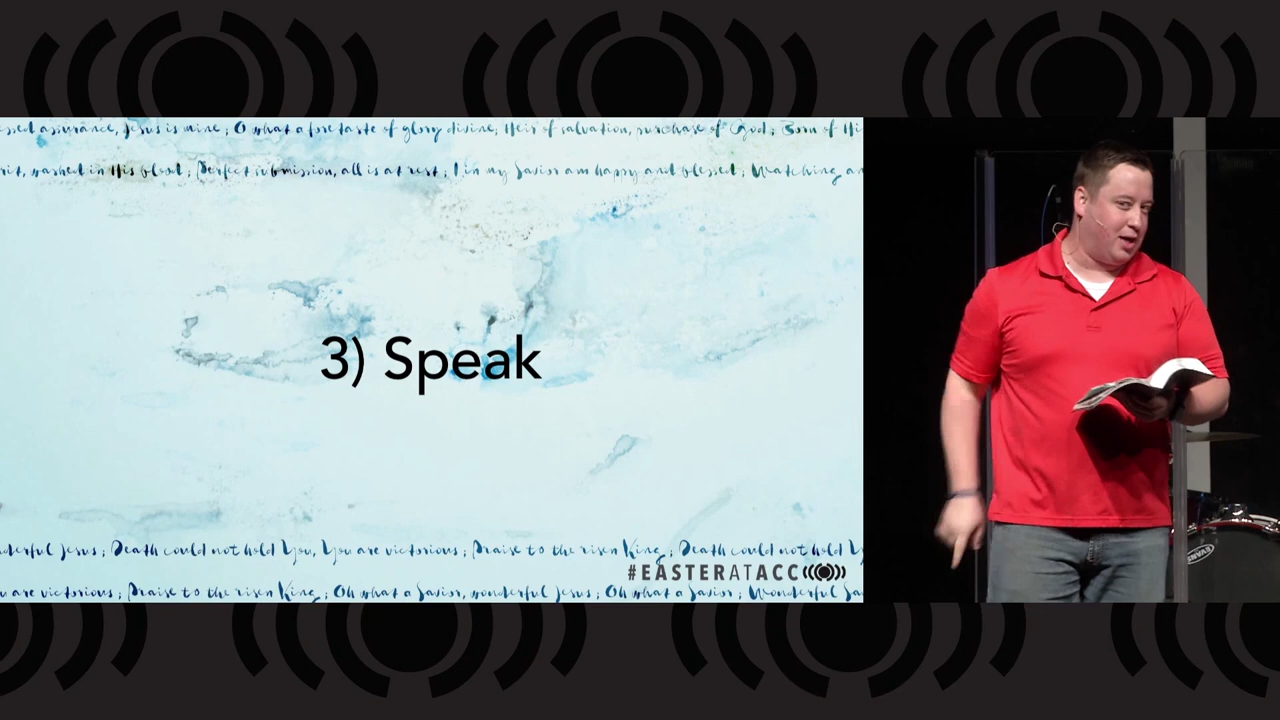 ssed assurance, Jesus is mine; O what a foretaste of glory divine; Heir of salvation, purchase of God; Born of Hi
rit, washed in His blood; Perfect submission, all is at rest; I in my Savior am happy and blessed; Watching an
3) Speak
nderful Jesus; Death could not hold You, You are victorious; Praise to the risen King; Death could not hold Y
#EASTERATACC
u are victorious; Praise to the risen King; Oh what a Savior, wonderful Jesus; Oh what a Savior; Wonderful Sa
EVANS